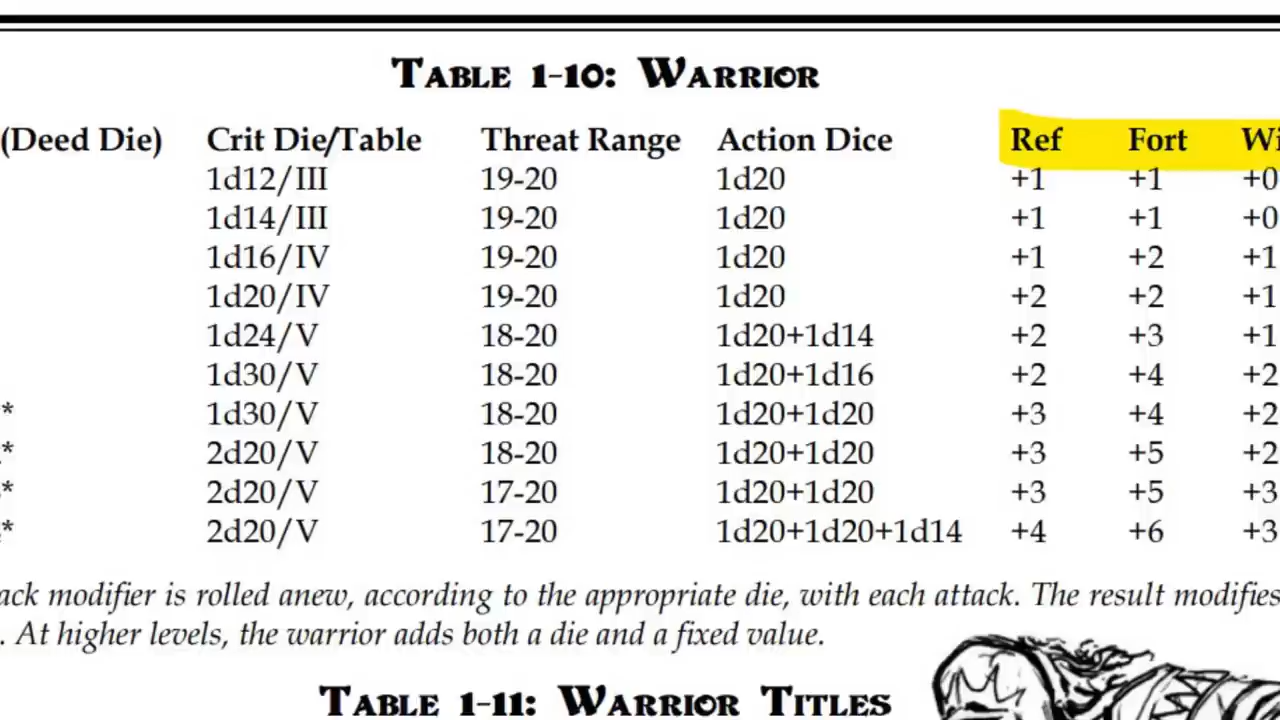 TABLE 1-10: WARRIOR
(Deed Die) Crit Die/Table Threat Range Action Dice Ref Fort
1d12/III 19-20 1d20 +1 +1 +0
1d14/III 19-20 1d20 +1 +1 +0
1d16/IV 19-20 1d20 +1 +2 +1
1d20/IV 19-20 1d20 +2 +2 +1
1d24/V 18-20 1d20+1d14 +2 +3 +1
1d30/V 18-20 1d20+1d16 +2 +4 +2
* 1d30/V 18-20 1d20+1d20 +3 +4 +2
* 2d20/V 18-20 1d20+1d20 +3 +5 +2
* 2d20/V 17-20 1d20+1d20 +3 +5 +3
* 2d20/V 17-20 1d20+1d20+1d14 +4 +6 +3
modifier is rolled anew, according to the appropriate die, with each attack. The result modifies
. At higher levels, the warrior adds both a die and a fixed value.
TABLE 1-11: WARRIOR TITLES